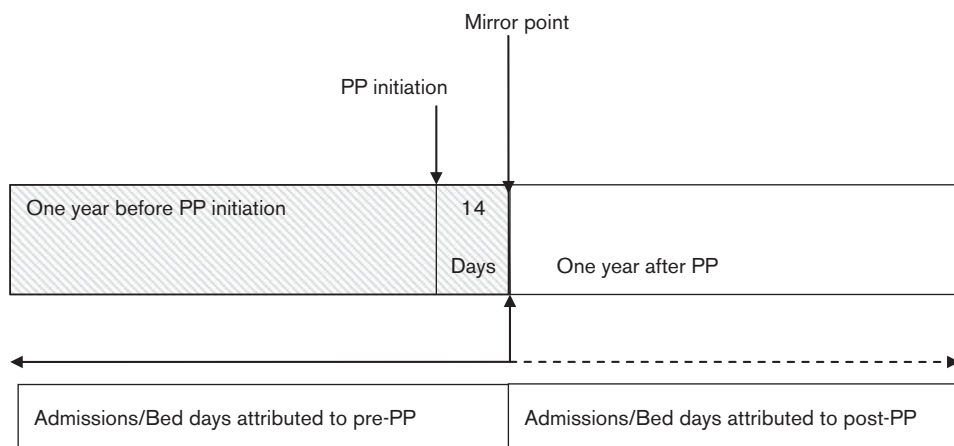 Mirror point
PP initiation
One year before PP initiation
14
Days
One year after PP
Admissions/Bed days attributed to pre-PP
Admissions/Bed days attributed to post-PP